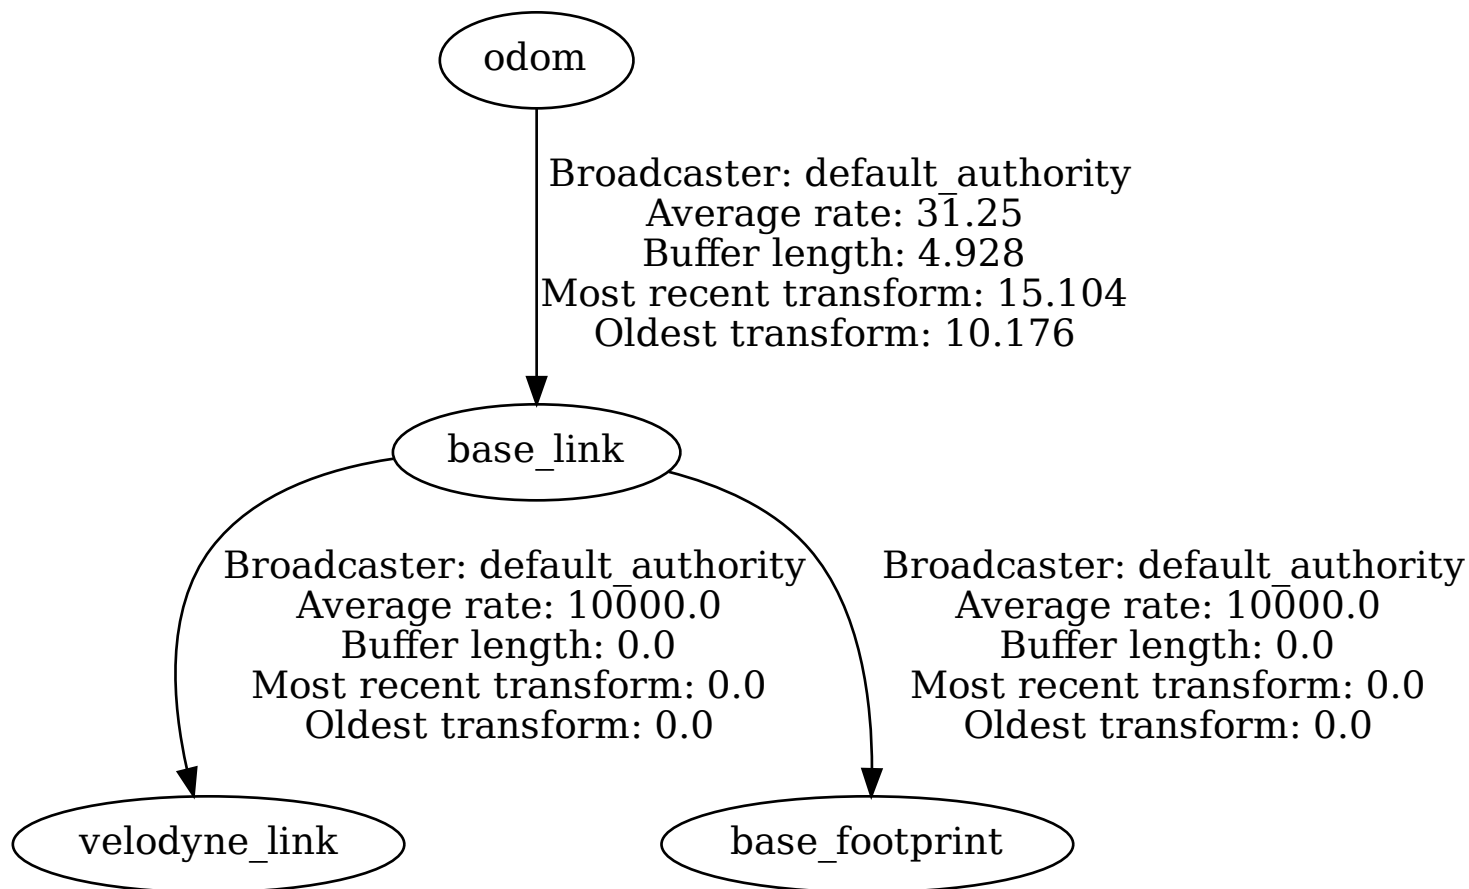 odom
Broadcaster: default_authority
Average rate: 31.25
Buffer length: 4.928
Most recent transform: 15.104
Oldest transform: 10.176
base_link
Broadcaster: default_authority
Average rate: 10000.0
Buffer length: 0.0
Most recent transform: 0.0
Oldest transform: 0.0
Broadcaster: default_authority
Average rate: 10000.0
Buffer length: 0.0
Most recent transform: 0.0
Oldest transform: 0.0
velodyne_link
base_footprint